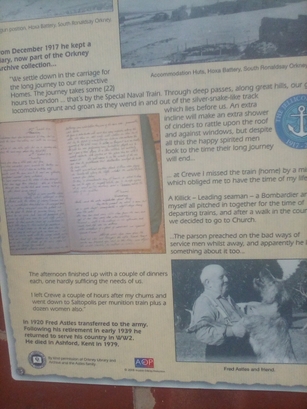 Hoxa Battery, South Ronaldsay Orkney
Accommodation Huts, Hoxa Battery, South Ronaldsay Orkney
from December 1917 he kept a
now part of the Orkney
archive collection...
"We settle down in the carriage for
the long journey to our respective
Homes. The journey takes some (22)
hours to London ... that's by the Special Naval Train. Through deep passes, along great hills, our
locomotives grunt and groan as they wend in and out of the silver-snake-like track
which lies before us. An extra
incline will make an extra shower
of cinders to rattle upon the roof
and against windows, but despite
all this the happy spirited men
look to the time their long journey
will end...
... at Crewe I missed the train (home) by a
which obliged me to have the time of my life
A Killick – Leading seaman – a Bombardier
myself all pitched in together for the time of
departing trains, and after a walk in the
we decided to go to Church.
...The parson preached on the bad ways of
service men whilst away, and apparently he
something about it too...
The afternoon finished up with a couple of dinners
each, one hardly sufficing the needs of us.
I left Crewe a couple of hours after my chums and
went down to Saltopolis per munition train plus a
dozen women also."
In 1920 Fred Astles transferred to the army.
Following his retirement in early 1939 he
returned to serve his country in WW2.
He died in Ashford, Kent in 1979.
Fred Astles and friend